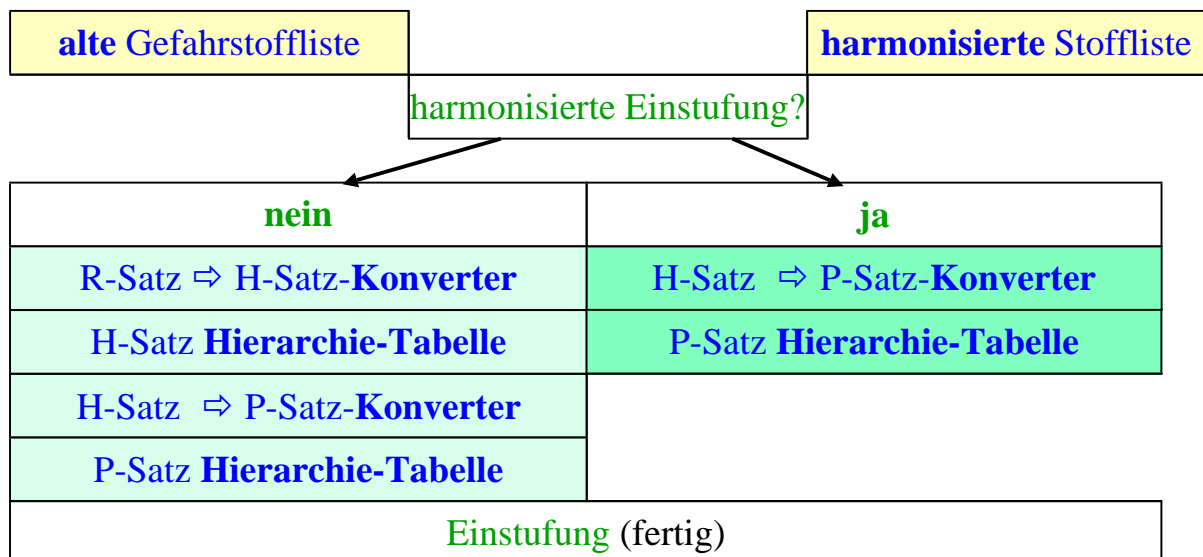 alte Gefahrstoffliste
harmonisierte Stoffliste
harmonisierte Einstufung?
nein
ja
R-Satz ⇨ H-Satz-Konverter
H-Satz ⇨ P-Satz-Konverter
H-Satz Hierarchie-Tabelle
P-Satz Hierarchie-Tabelle
H-Satz ⇨ P-Satz-Konverter
P-Satz Hierarchie-Tabelle
Einstufung (fertig)